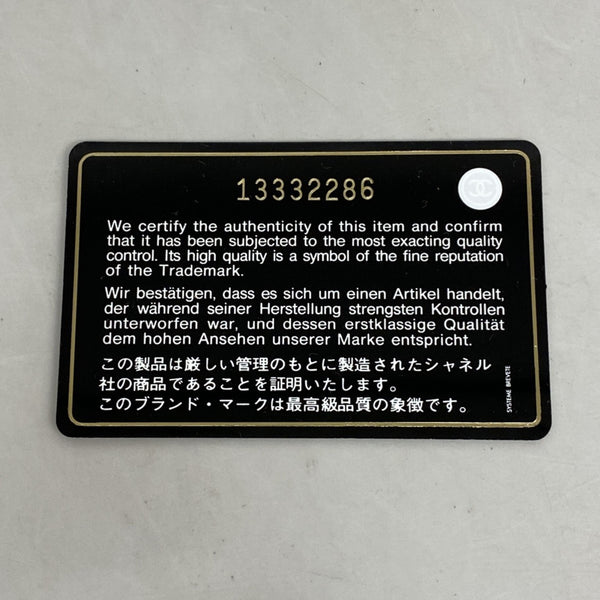 13332286
We certify the authenticity of this item and confirm
that it has been subjected to the most exacting quality
control. Its high quality is a symbol of the fine reputation
of the Trademark.
Wir bestätigen, dass es sich um einen Artikel handelt,
der während seiner Herstellung strengsten Kontrollen
unterworfen war, und dessen erstklassige Qualität
dem hohen Ansehen unserer Marke entspricht.
この製品は厳しい管理のもとに製造されたシャネル
社の商品であることを証明いたします。
このブランド・マークは最高級品質の象徴です。
SYSTEME BREVETE